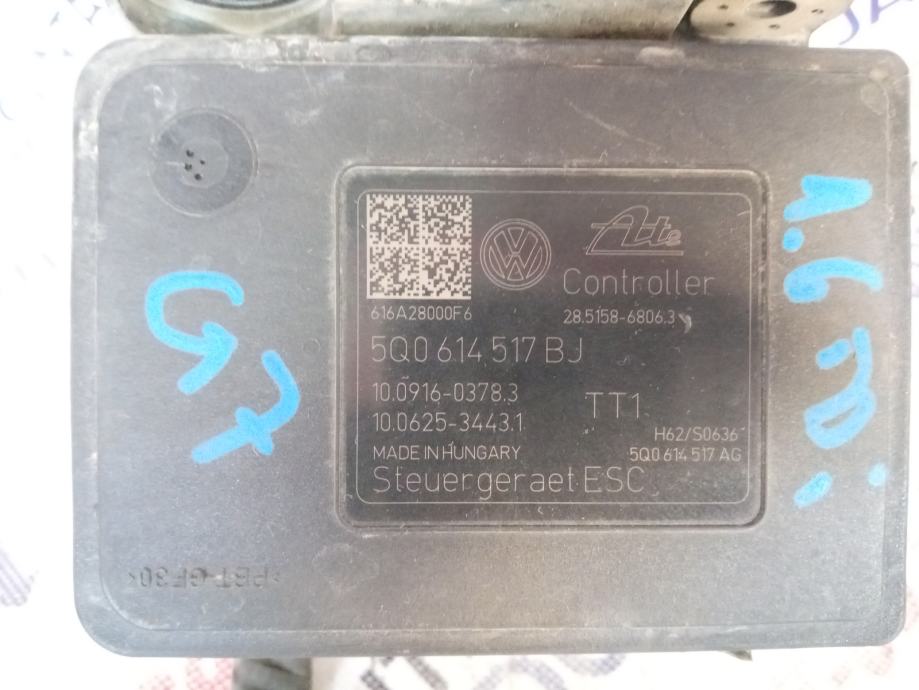 Ate
Controller
616A28000F6
28.5158-6806.3
5Q0 614 517 BJ
10.0916-0378.3
10.0625-3443.1
TT1
H62/S0636
MADE IN HUNGARY
5Q0 614 517 AG
Steuergeraet ESC
1.6 TDi
G7
>PBT-GF30<